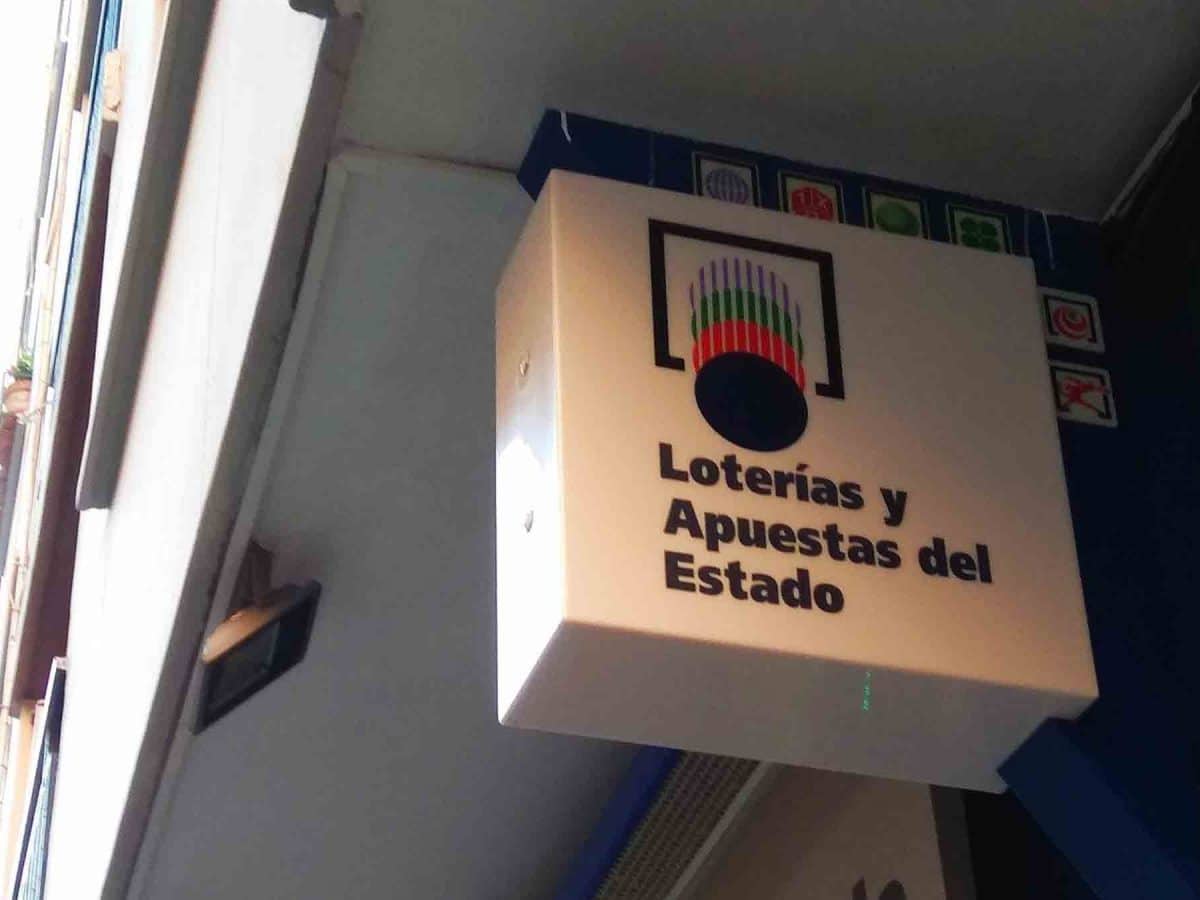 Loterías y
Apuestas del
Estado